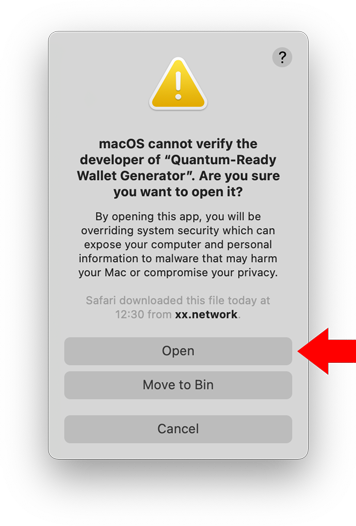 ?
macOS cannot verify the
developer of “Quantum-Ready
Wallet Generator”. Are you sure
you want to open it?
By opening this app, you will be
overriding system security which can
expose your computer and personal
information to malware that may harm
your Mac or compromise your privacy.
Safari downloaded this file today at
12:30 from xx.network.
Open
Move to Bin
Cancel